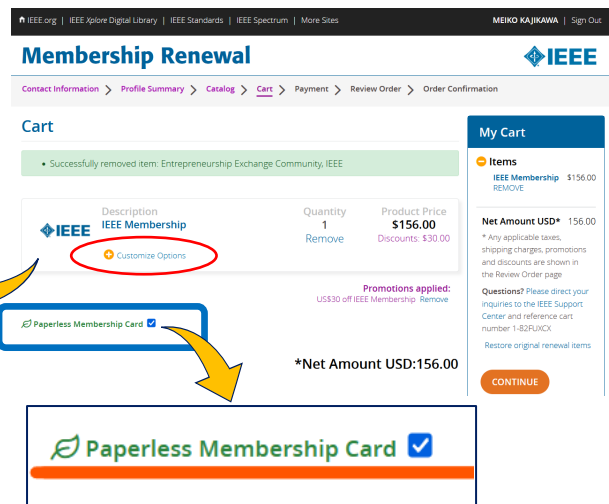 IEEE.org | IEEE Xplore Digital Library | IEEE Standards | IEEE Spectrum | More Sites
MEIKO KAJIKAWA | Sign Out
Membership Renewal
IEEE
Contact Information > Profile Summary > Catalog > Cart > Payment > Review Order > Order Confirmation
Cart
• Successfully removed item: Entrepreneurship Exchange Community, IEEE
Description
Quantity
Product Price
IEEE
IEEE Membership
1
$156.00
Remove
Discounts: $30.00
Customize Options
Promotions applied:
US$30 off IEEE Membership Remove
Paperless Membership Card
*Net Amount USD:156.00
My Cart
Items
IEEE Membership $156.00
REMOVE
Net Amount USD* 156.00
* Any applicable taxes,
shipping charges, promotions
and discounts are shown in
the Review Order page
Questions? Please direct your
inquiries to the IEEE Support
Center and reference cart
number 1-82FUXCX
Restore original renewal items
CONTINUE
Paperless Membership Card